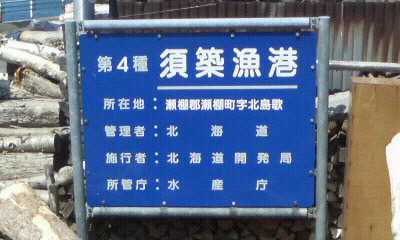 第4種 須築漁港
所在地：瀬棚郡瀬棚町字北島歌
管理者：北海道
施行者：北海道開発局
所管庁：水産庁